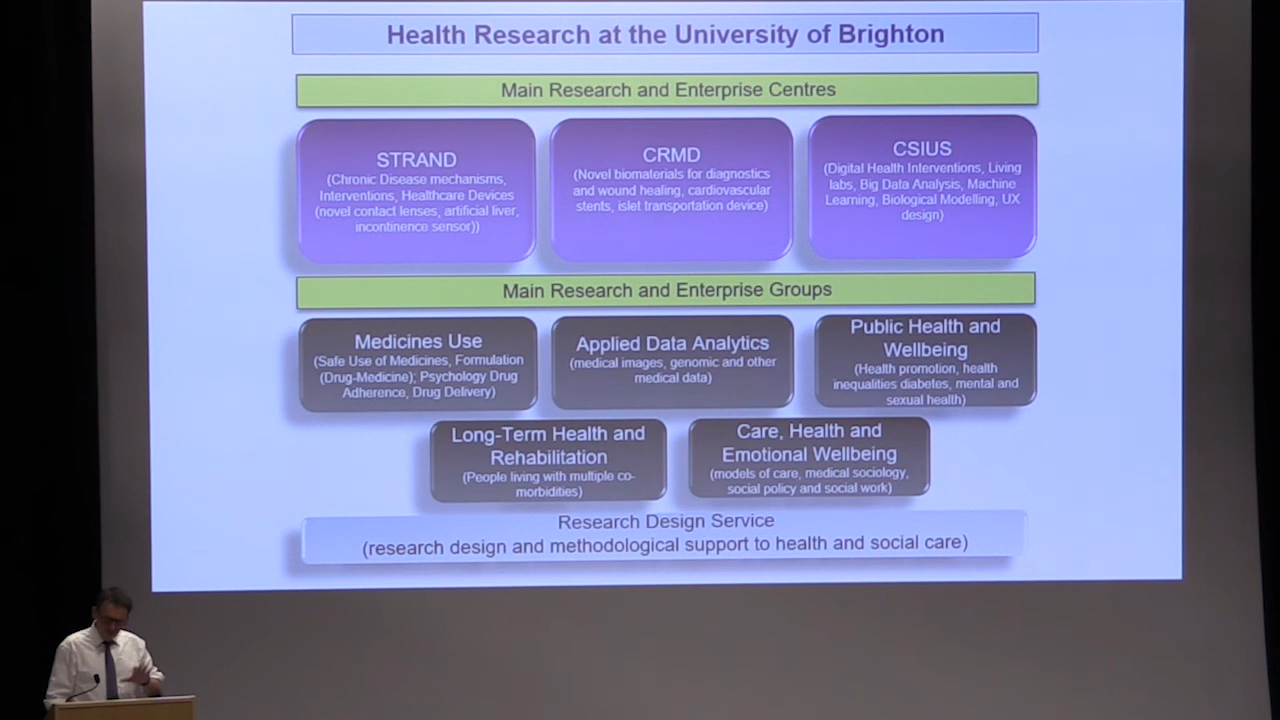 Health Research at the University of Brighton
Main Research and Enterprise Centres
STRAND
(Chronic Disease mechanisms,
Interventions, Healthcare Devices
(novel contact lenses, artificial liver,
incontinence sensor))
CRMD
(Novel biomaterials for diagnostics
and wound healing, cardiovascular
stents, islet transportation device)
CSIUS
(Digital Health Interventions, Living
labs, Big Data Analysis, Machine
Learning, Biological Modelling, UX
design)
Main Research and Enterprise Groups
Medicines Use
(Safe Use of Medicines, Formulation
(Drug-Medicine); Psychology Drug
Adherence, Drug Delivery)
Applied Data Analytics
(medical images, genomic and other
medical data)
Public Health and
Wellbeing
(Health promotion, health
inequalities diabetes, mental and
sexual health)
Long-Term Health and
Rehabilitation
(People living with multiple co-
morbidities)
Care, Health and
Emotional Wellbeing
(models of care, medical sociology,
social policy and social work)
Research Design Service
(research design and methodological support to health and social care)